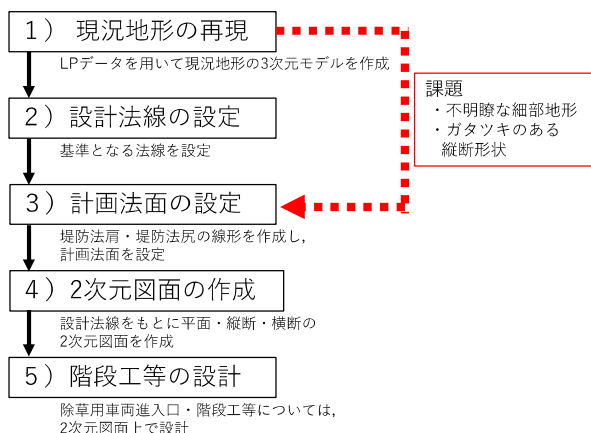 1） 現況地形の再現
LPデータを用いて現況地形の3次元モデルを作成
課題
・不明瞭な細部地形
・ガタツキのある
縦断形状
2）設計法線の設定
基準となる法線を設定
3）計画法面の設定
堤防法肩・堤防法尻の線形を作成し,
計画法面を設定
4）2次元図面の作成
設計法線をもとに平面・縦断・横断の
2次元図面を作成
5）階段工等の設計
除草用車両進入口・階段工等については,
2次元図面上で設計